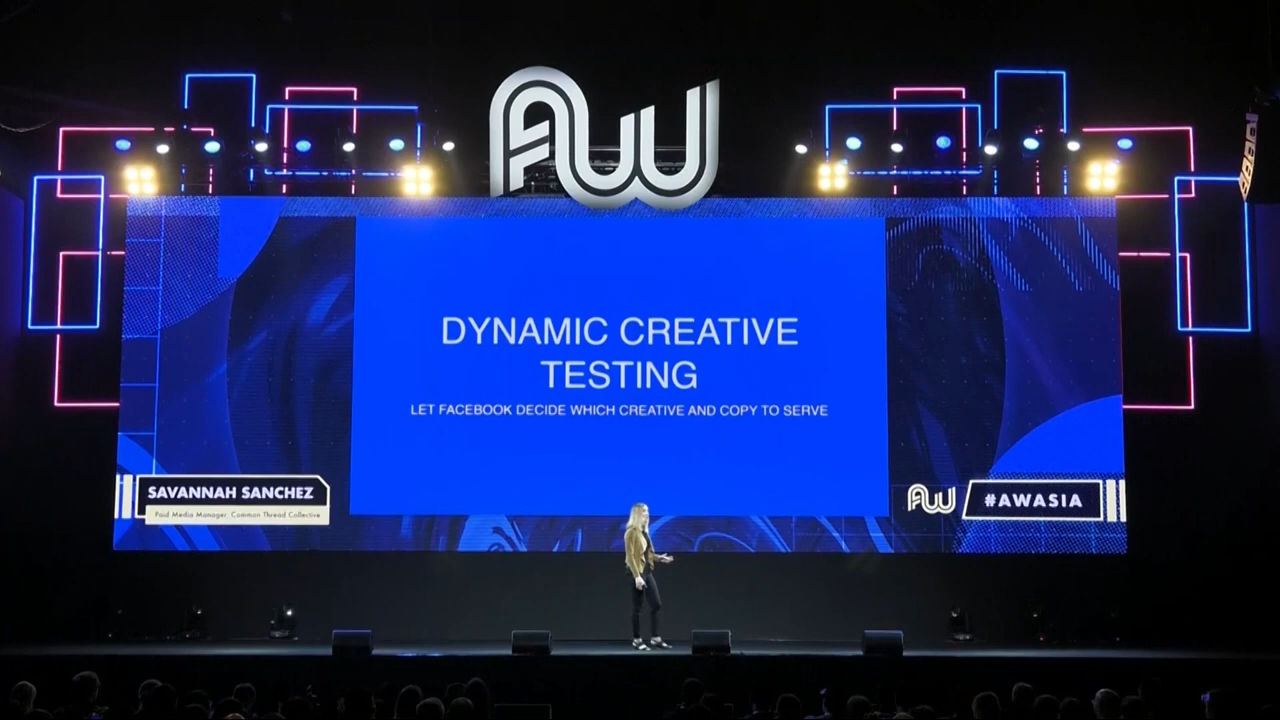 AW
DYNAMIC CREATIVE
TESTING
LET FACEBOOK DECIDE WHICH CREATIVE AND COPY TO SERVE
SAVANNAH SANCHEZ
Paid Media Manager, Common Thread Collective
AW
#AWASIA